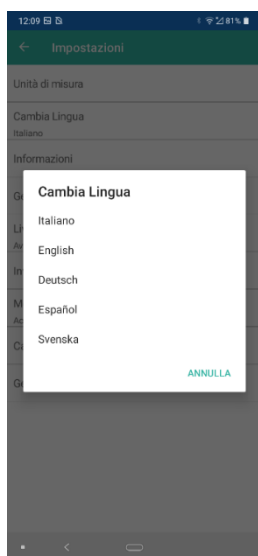 12:09
81%
Impostazioni
Unità di misura
Cambia Lingua
Italiano
Informazioni
Cambia Lingua
Italiano
English
Deutsch
Español
Svenska
ANNULLA